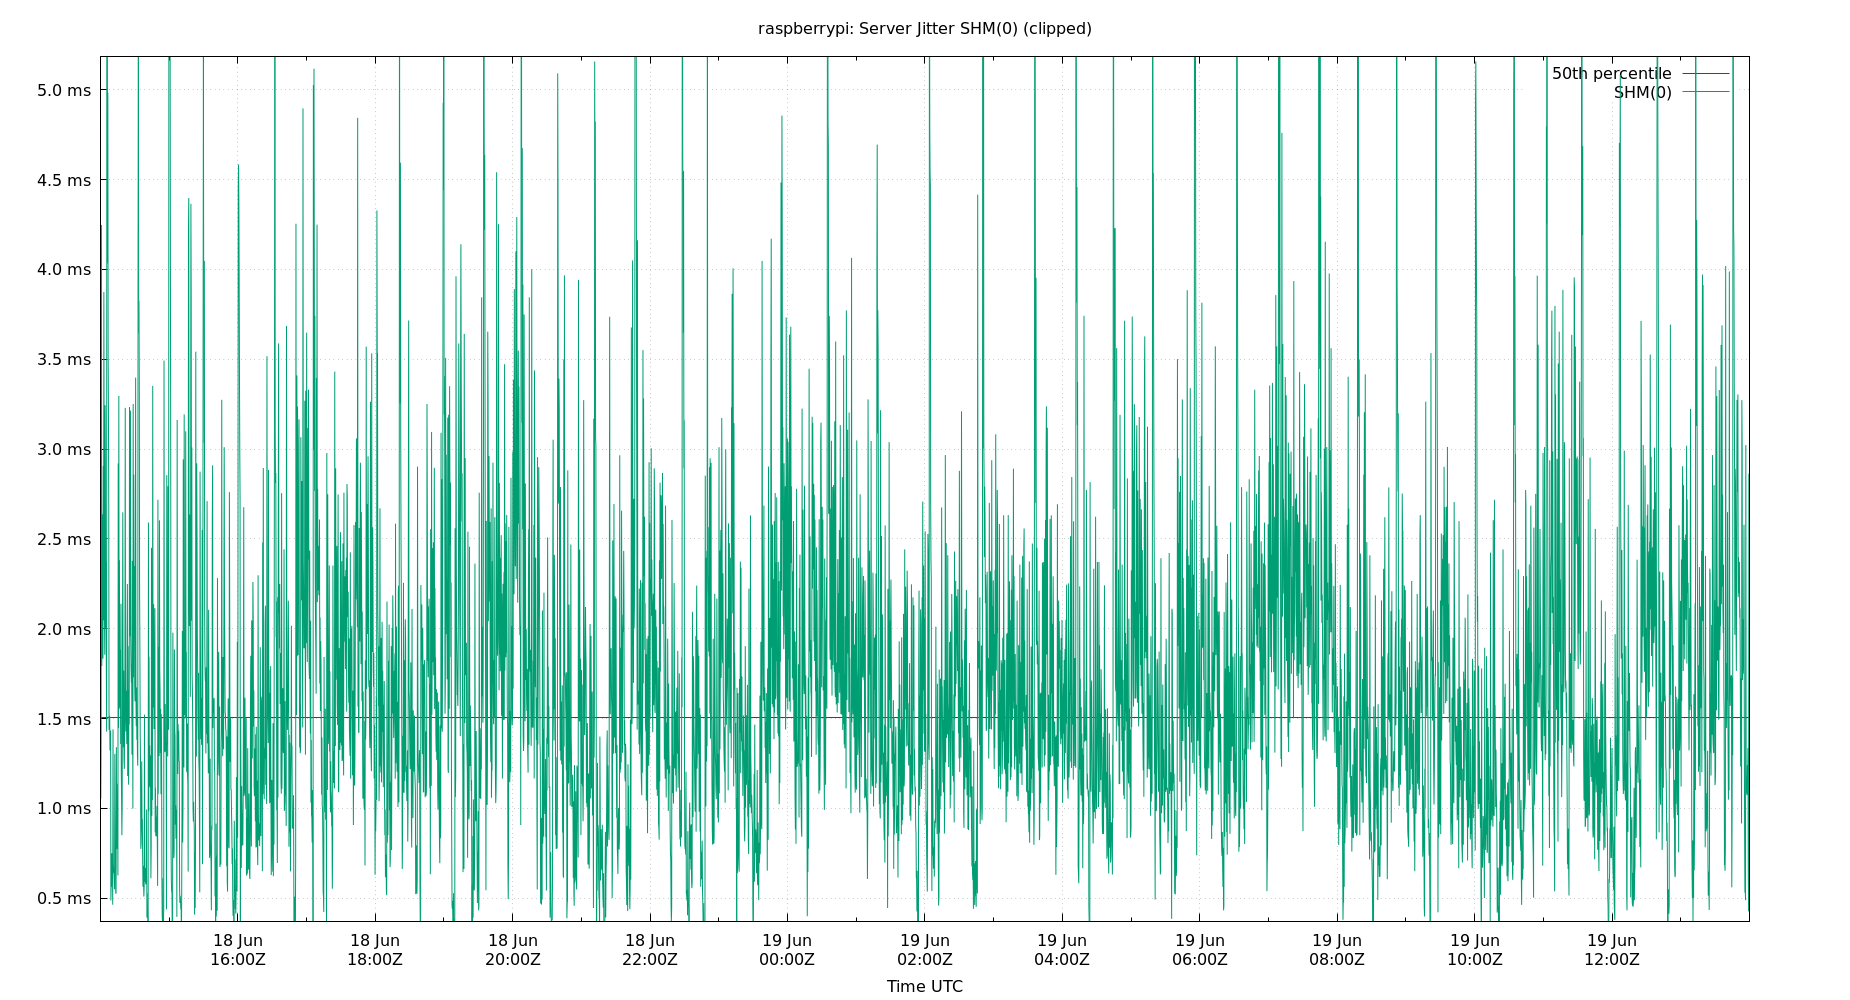 raspberrypi: Server Jitter SHM(0) (clipped)
50th percentile
SHM(0)
5.0 ms
4.5 ms
4.0 ms
3.5 ms
3.0 ms
2.5 ms
2.0 ms
1.5 ms
1.0 ms
0.5 ms
18 Jun 18 Jun 18 Jun 18 Jun 19 Jun 19 Jun 19 Jun 19 Jun 19 Jun 19 Jun 19 Jun
16:00Z 18:00Z 20:00Z 22:00Z 00:00Z 02:00Z 04:00Z 06:00Z 08:00Z 10:00Z 12:00Z
Time UTC